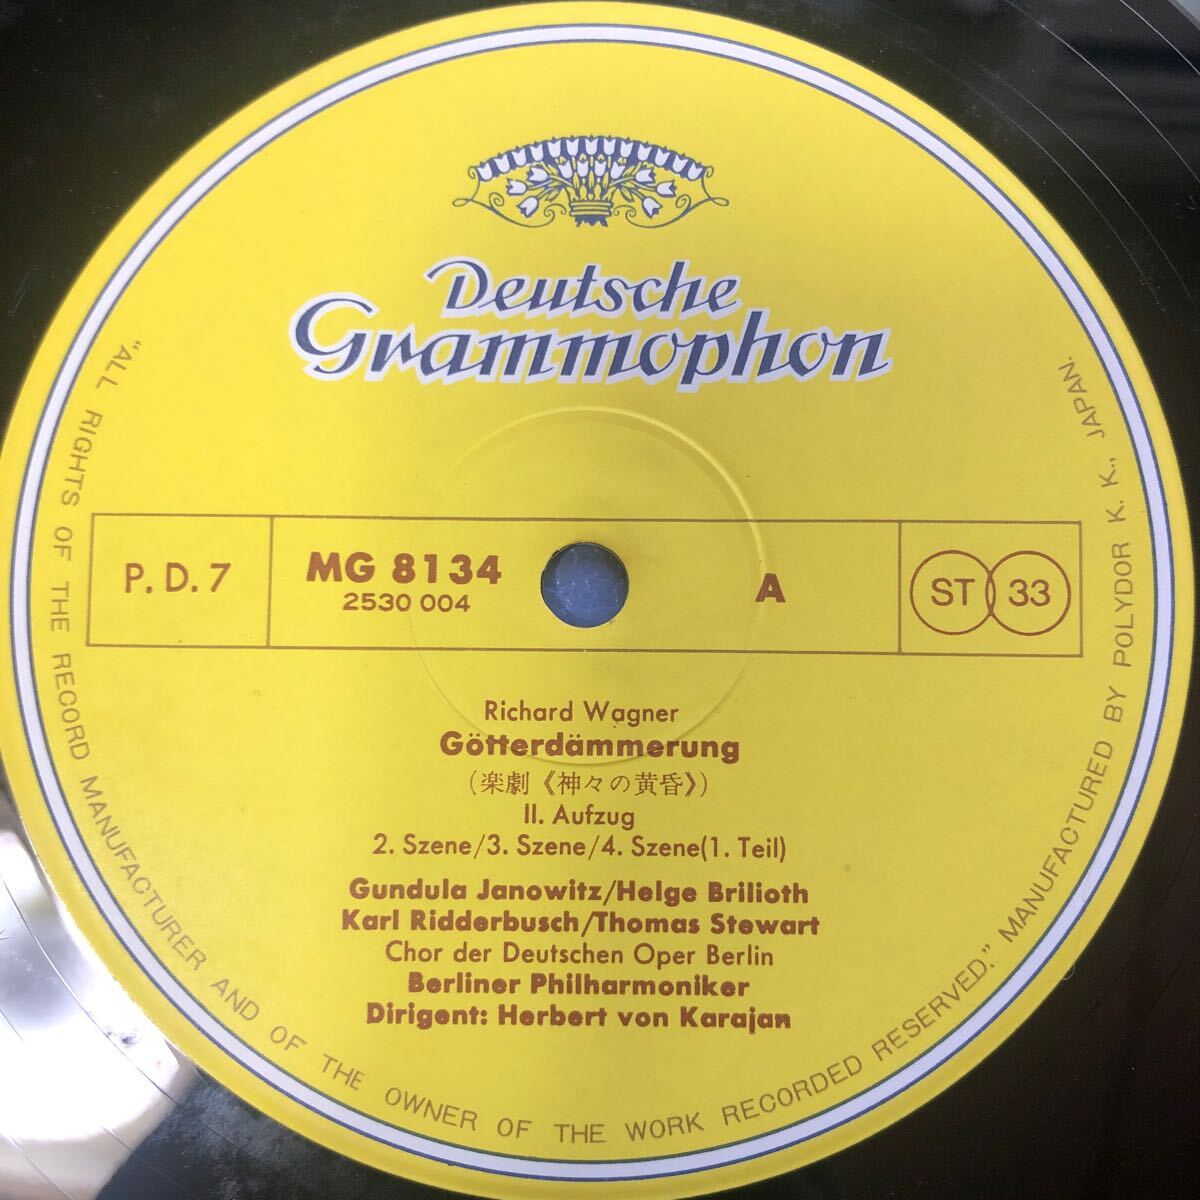 Deutsche
Grammophon
P. D. 7
MG 8134
2530 004
A
ST 33
Richard Wagner
Götterdämmerung
(楽劇《神々の黄昏》)
II. Aufzug
2. Szene/3. Szene/4. Szene(1. Teil)
Gundula Janowitz/Helge Brilioth
Karl Ridderbusch/Thomas Stewart
Chor der Deutschen Oper Berlin
Berliner Philharmoniker
Dirigent: Herbert von Karajan
"ALL RIGHTS OF THE RECORD MANUFACTURER AND OF THE OWNER OF THE WORK RECORDED RESERVED." MANUFACTURED BY POLYDOR K. K., JAPAN.